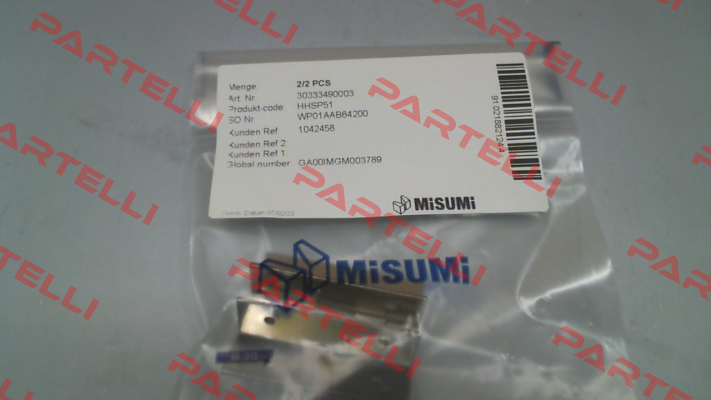 Menge 2/2 PCS
Art. Nr. 30333490003
Produkt-code HHSP51
SO Nr WP01AAB64200
Kunden Ref. 1042458
Kunden Ref 2
Kunden Ref 1
Global number GA00IMGM003789
MiSUMi
MiSUMi
PARTELLI
PARTELLI
PARTELLI
PARTELLI
PARTELLI
PARTELLI
PARTELLI
PARTELLI
PARTELLI